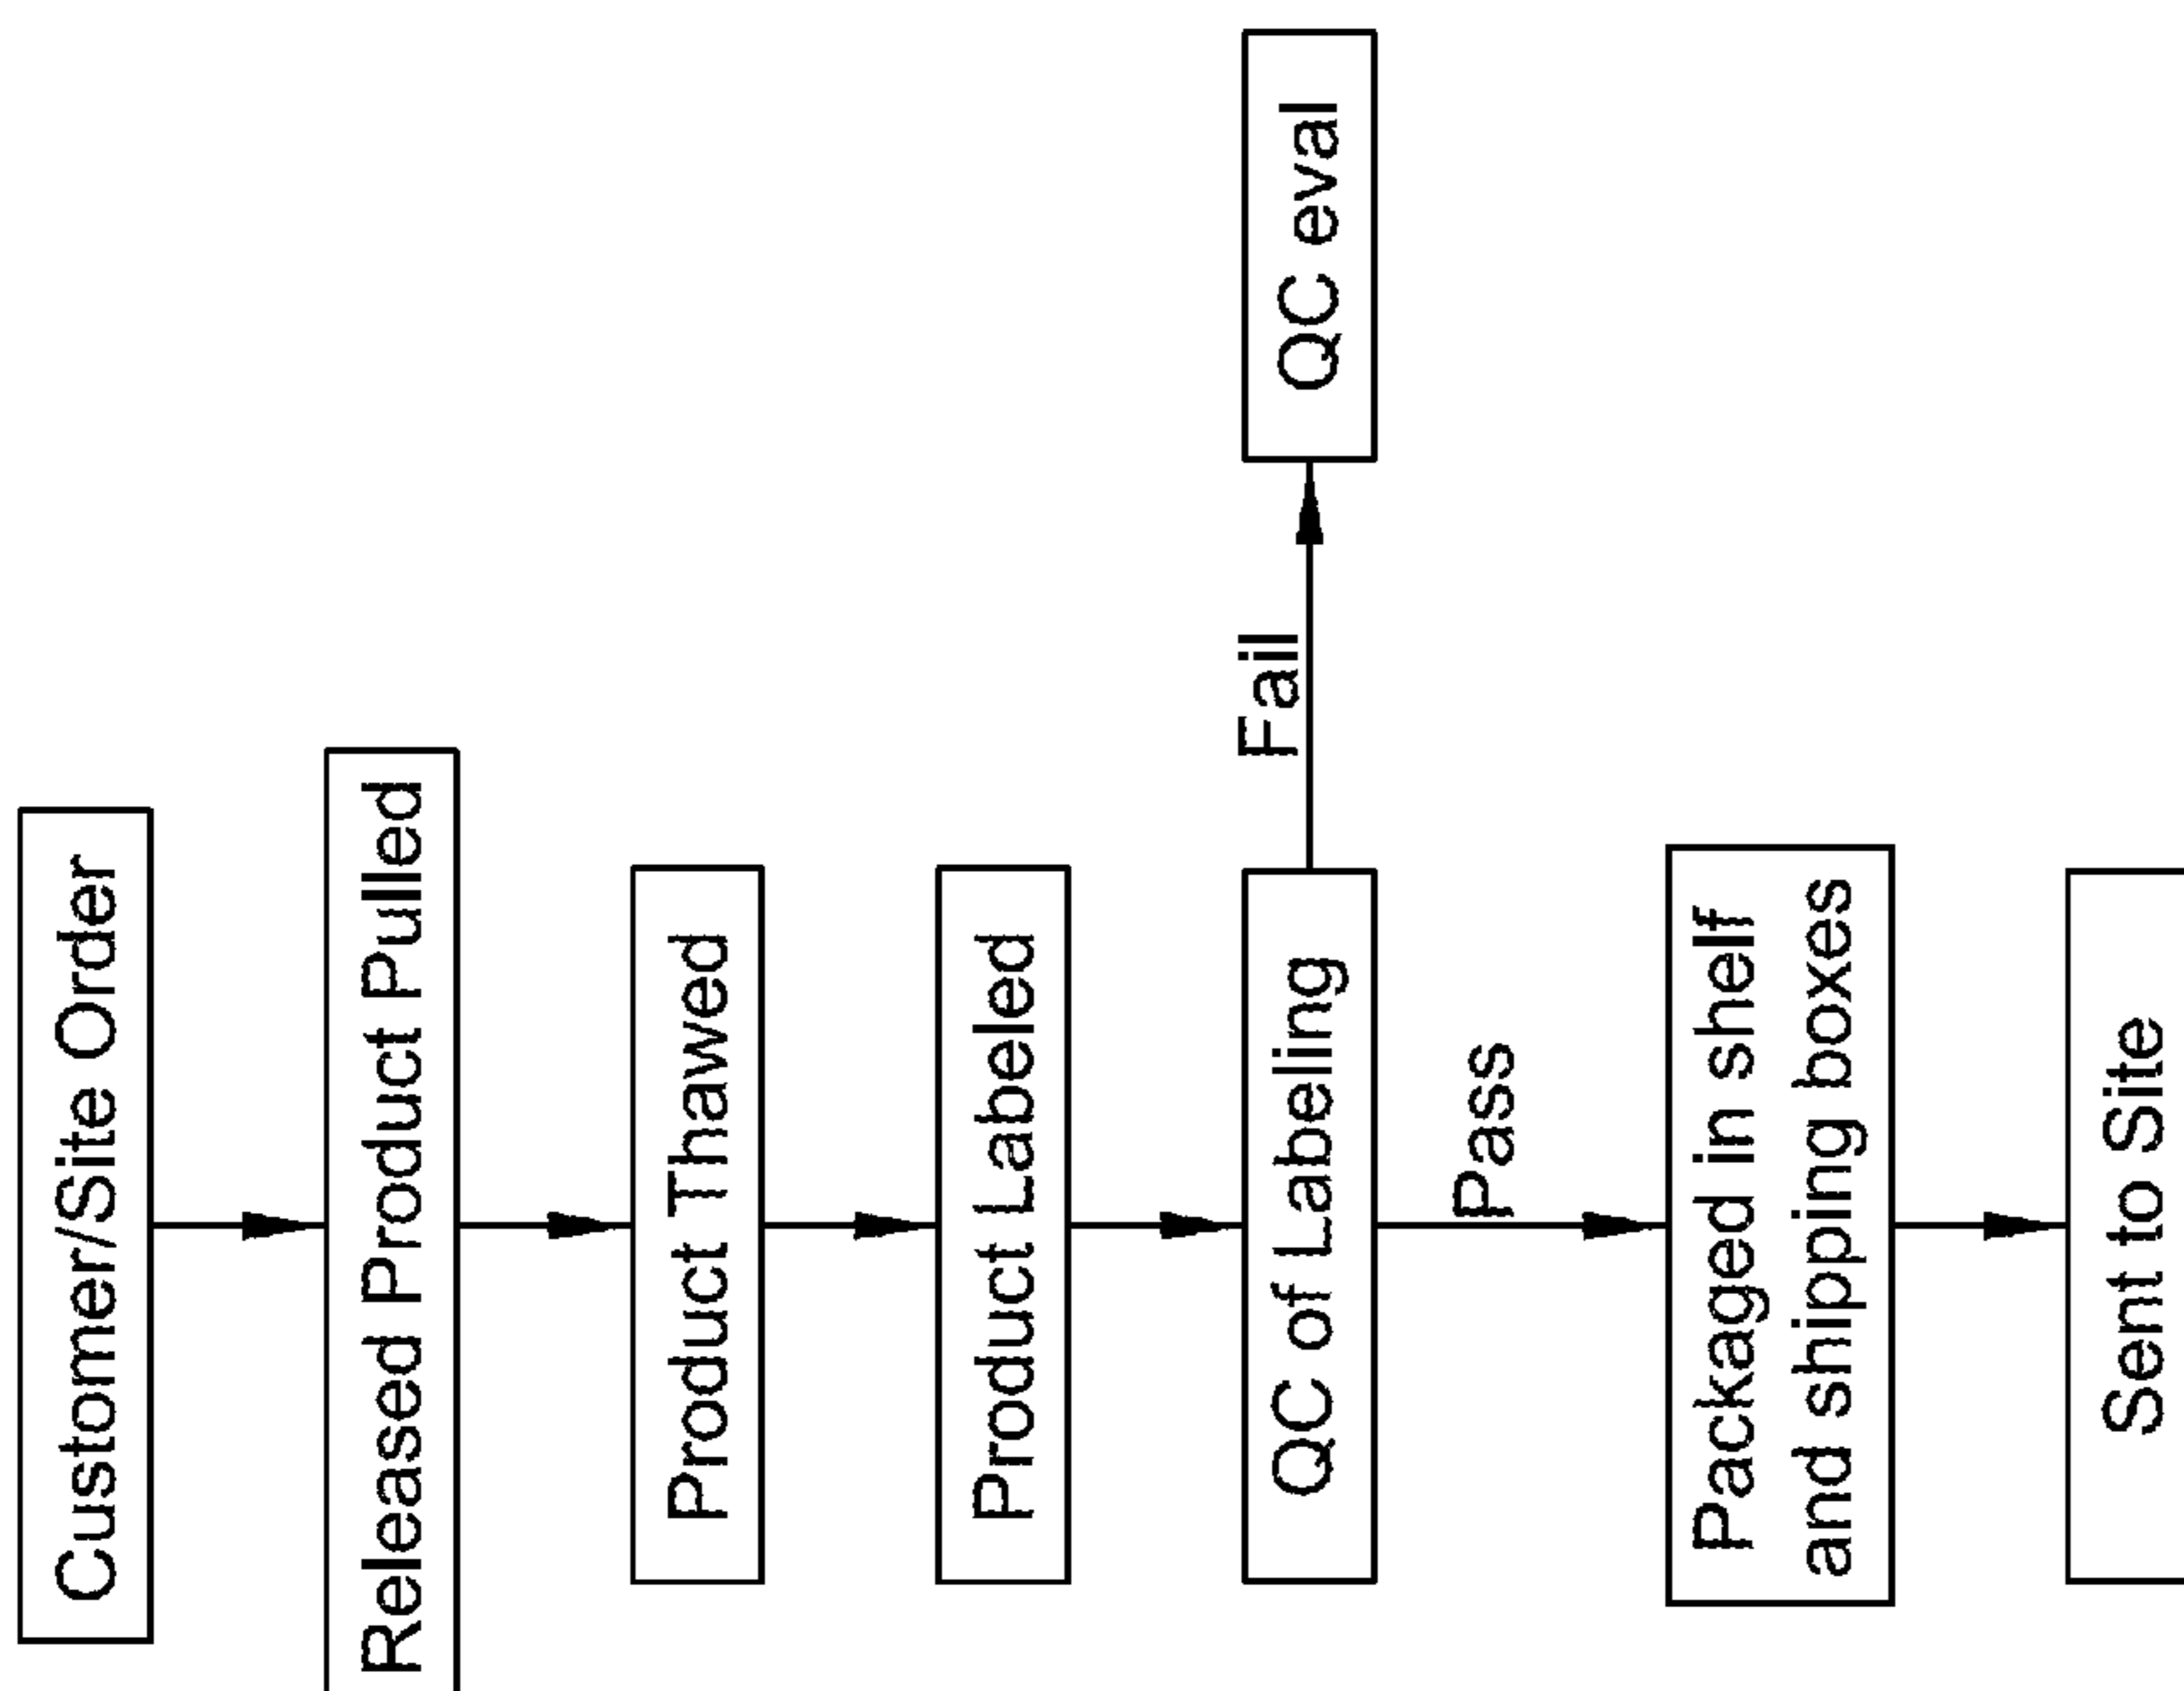 Customer/Site Order
Released Product Pulled
Product Thawed
Product Labeled
QC of Labeling
Fail
QC eval
Pass
Packaged in shelf
and shipping boxes
Sent to Site